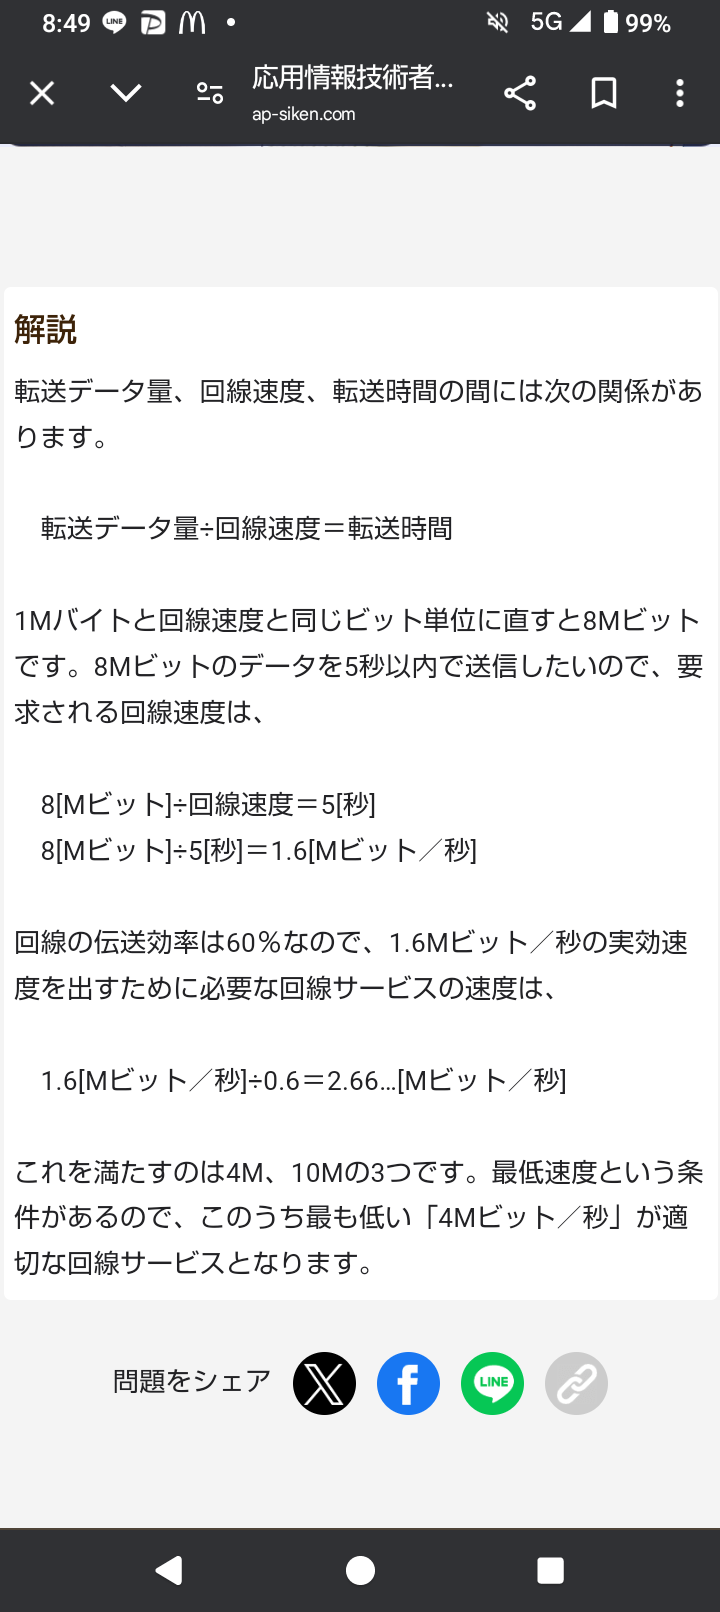 8:49 LINE 5G 99%
応用情報技術者...
ap-siken.com
解説
転送データ量、回線速度、転送時間の間には次の関係があ
ります。
転送データ量÷回線速度＝転送時間
1Mバイトと回線速度と同じビット単位に直すと8Mビット
です。8Mビットのデータを5秒以内で送信したいので、要
求される回線速度は、
8[Mビット]÷回線速度＝5[秒]
8[Mビット]÷5[秒]＝1.6[Mビット／秒]
回線の伝送効率は60％なので、1.6Mビット／秒の実効速
度を出すために必要な回線サービスの速度は、
1.6[Mビット／秒]÷0.6＝2.66…[Mビット／秒]
これを満たすのは4M、10Mの3つです。最低速度という条
件があるので、このうち最も低い「4Mビット／秒」が適
切な回線サービスとなります。
問題をシェア LINE